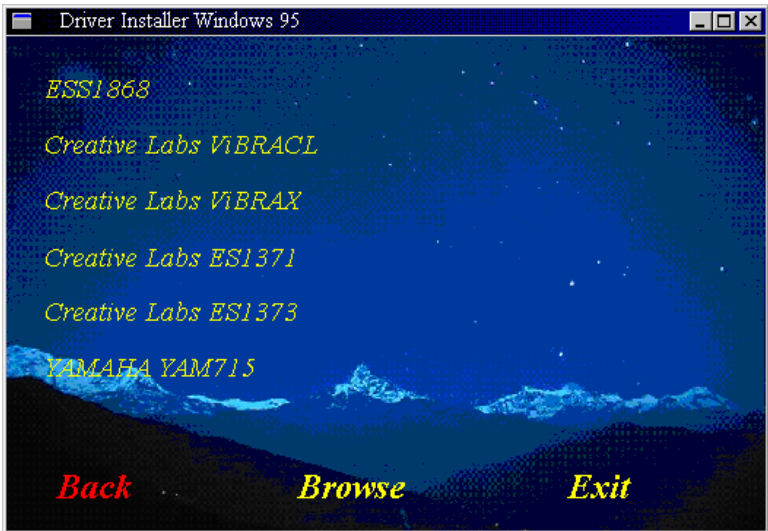 Driver Installer Windows 95
ESS1868
Creative Labs ViBRACL
Creative Labs ViBRAX
Creative Labs ES1371
Creative Labs ES1373
YAMAHA YAM715
Back Browse Exit